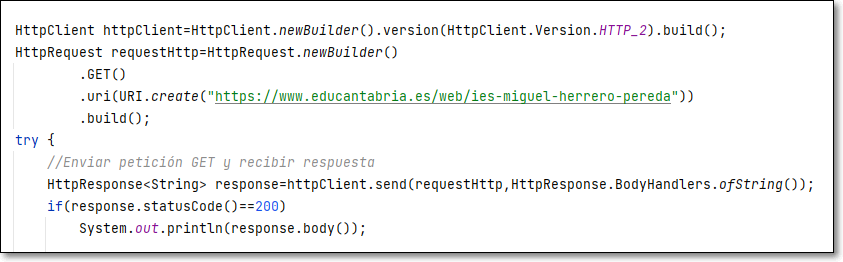 HttpClient httpClient=HttpClient.newBuilder().version(HttpClient.Version.HTTP_2).build();
HttpRequest requestHttp=HttpRequest.newBuilder()
        .GET()
        .uri(URI.create("https://www.educantabria.es/web/ies-miguel-herrero-pereda"))
        .build();
try {
    //Enviar petición GET y recibir respuesta
    HttpResponse<String> response=httpClient.send(requestHttp,HttpResponse.BodyHandlers.ofString());
    if(response.statusCode()==200)
        System.out.println(response.body());